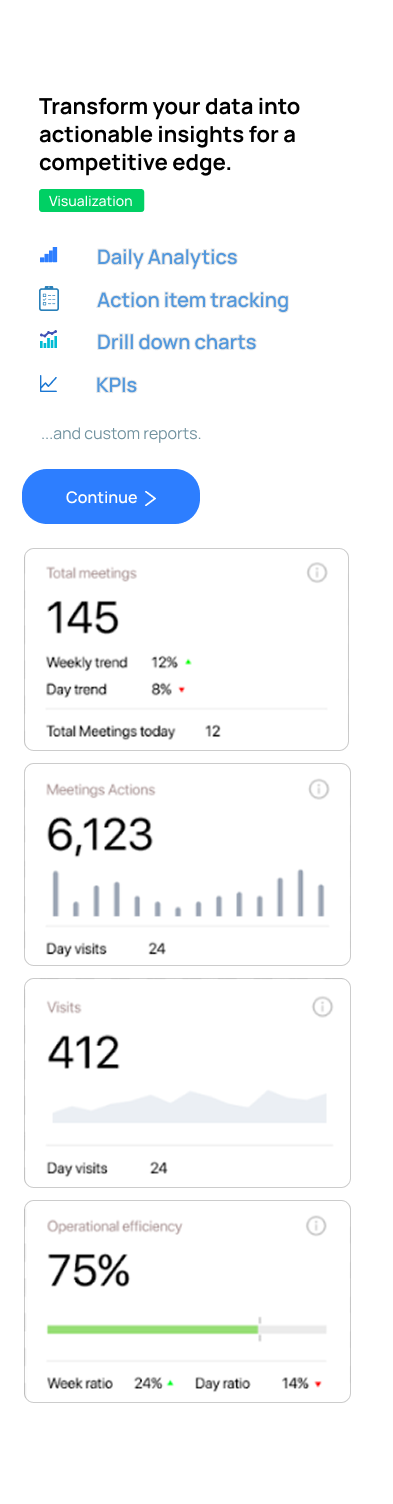 Transform your data into
actionable insights for a
competitive edge.
Visualization
Daily Analytics
Action item tracking
Drill down charts
KPIs
...and custom reports.
Continue
Total meetings
145
Weekly trend 12%
Day trend 8%
Total Meetings today 12
Meetings Actions
6,123
Day visits 24
Visits
412
Day visits 24
Operational efficiency
75%
Week ratio 24% Day ratio 14%